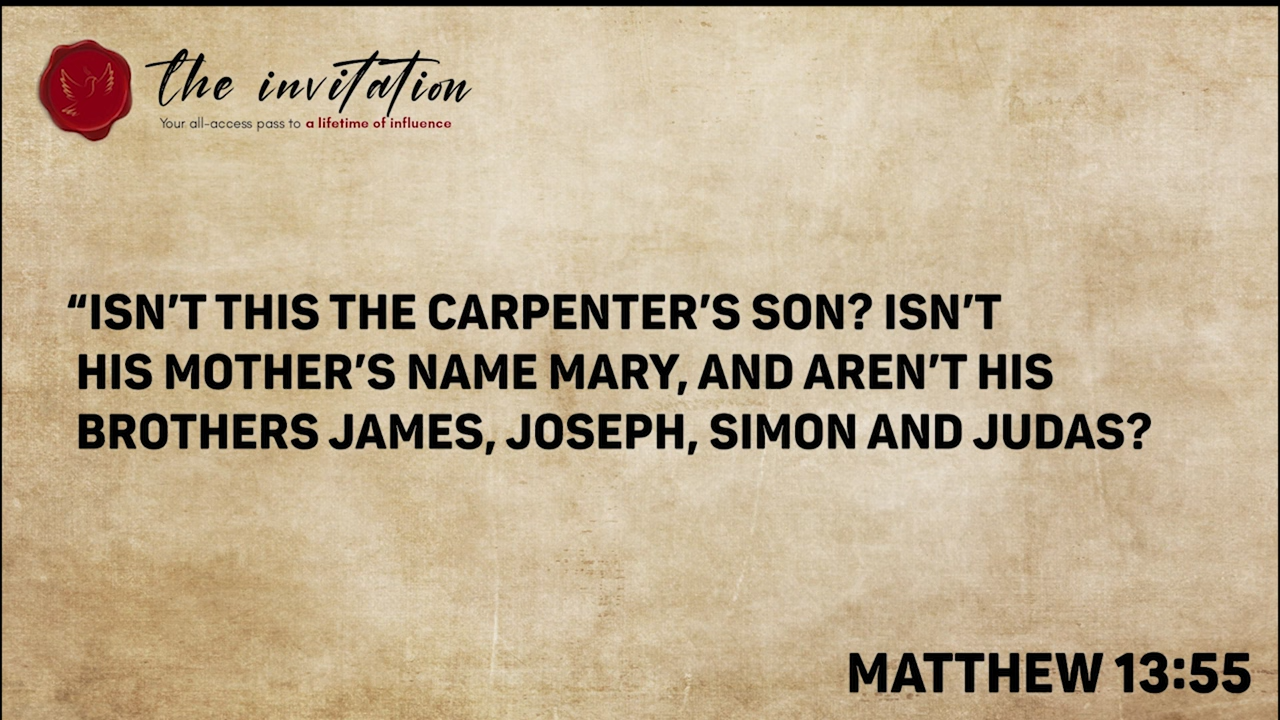 the invitation
Your all-access pass to a lifetime of influence
“ISN’T THIS THE CARPENTER’S SON? ISN’T
HIS MOTHER’S NAME MARY, AND AREN’T HIS
BROTHERS JAMES, JOSEPH, SIMON AND JUDAS?
MATTHEW 13:55